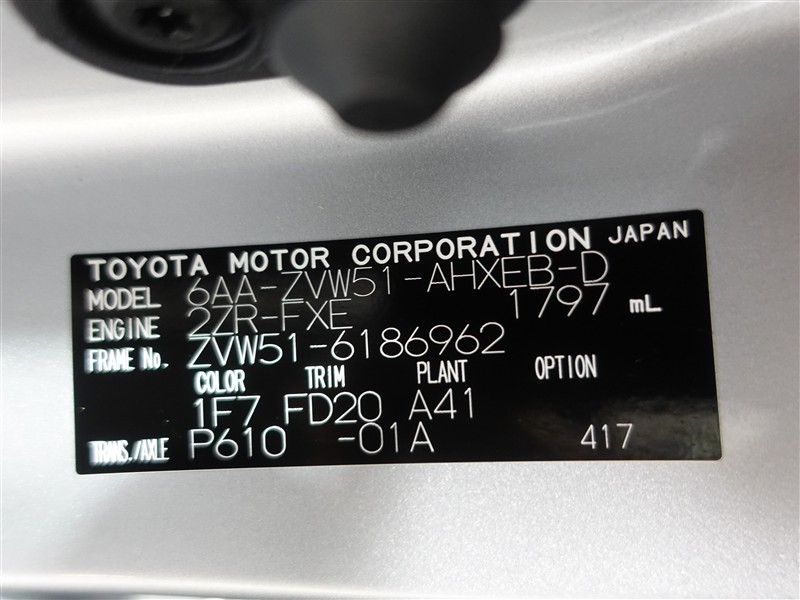 TOYOTA MOTOR CORPORATION JAPAN
MODEL 6AA-ZVW51-AHXEB-D
ENGINE 2ZR-FXE 1797 mL
FRAME No. ZVW51-6186962
COLOR TRIM PLANT OPTION
1F7 FD20 A41
TRANS./AXLE P610 -01A 417